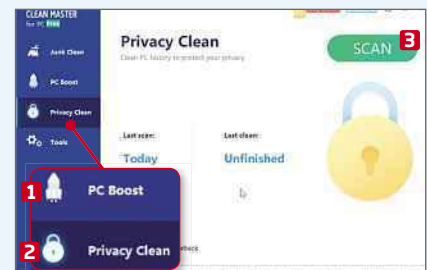 CLEAN MASTER
for PC Free
Junk Clean
PC Boost
Privacy Clean
Tools
Privacy Clean
Clean PC history to protect your privacy
SCAN
3
Last scan:
Today
Last clean:
Unfinished
1
PC Boost
2
Privacy Clean